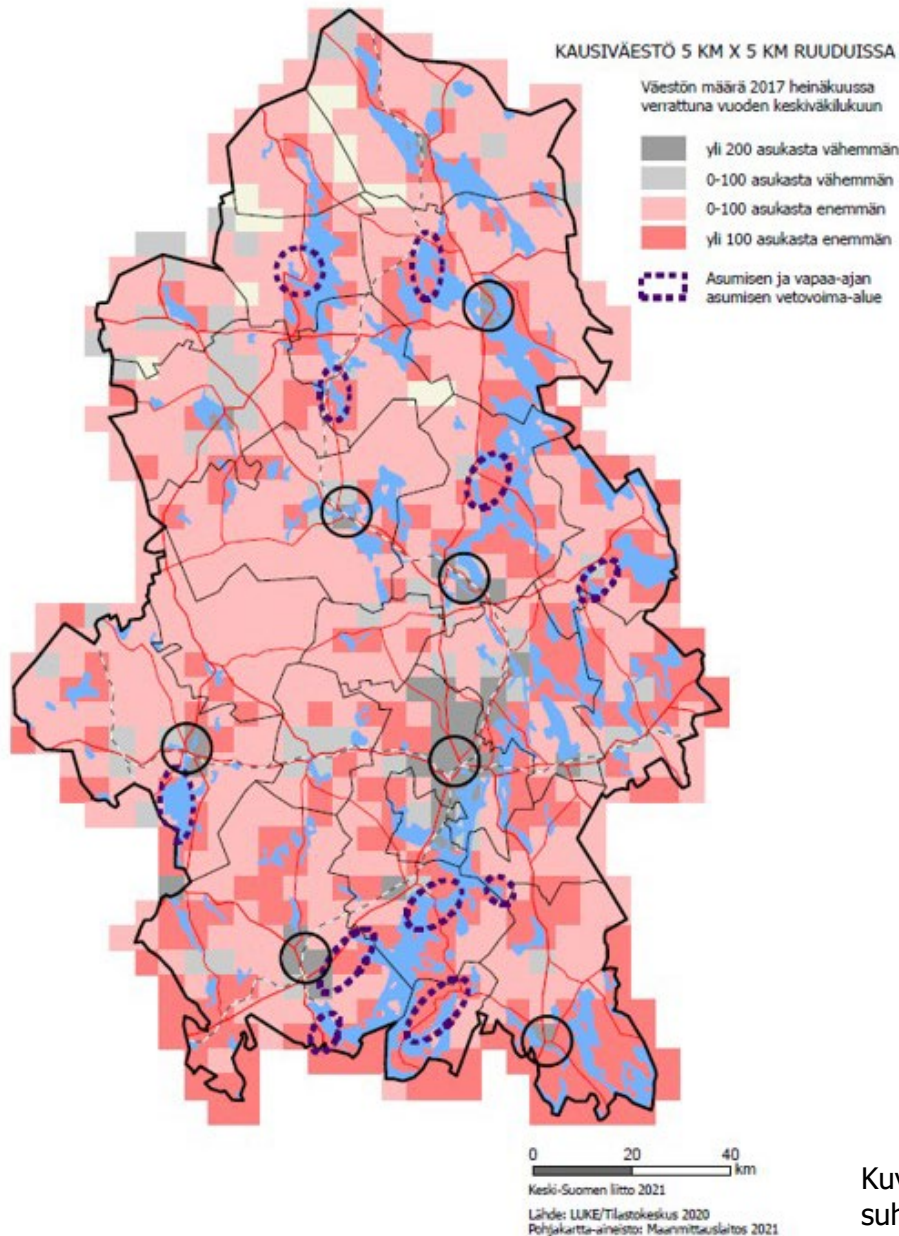 KAUSIVÄESTÖ 5 KM X 5 KM RUUDUISSA
Väestön määrä 2017 heinäkuussa
verrattuna vuoden keskiväkilukuun
yli 200 asukasta vähemmän
0-100 asukasta vähemmän
0-100 asukasta enemmän
yli 100 asukasta enemmän
Asumisen ja vapaa-ajan
asumisen vetovoima-alue
0 20 40
km
Keski-Suomen liitto 2021
Lähde: LUKE/Tilastokeskus 2020
Pohjakartta-aineisto: Maanmittauslaitos 2021